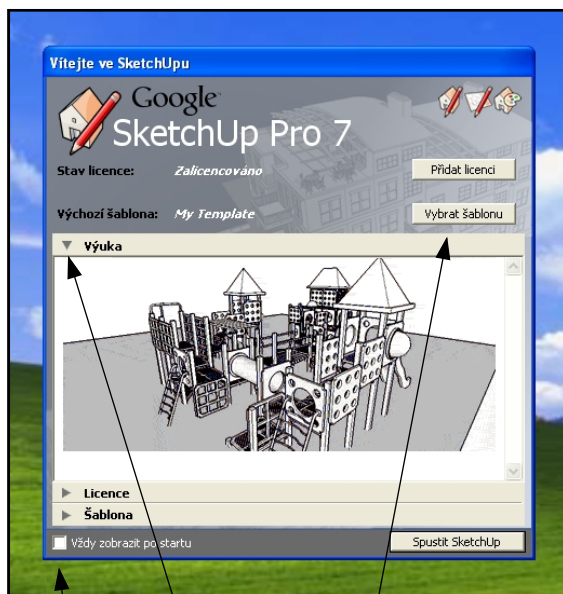 Vítejte ve SketchUpu
Google
SketchUp Pro 7
Stav licence: Zalicencováno Přidat licenci
Výchozí šablona: My Template Vybrat šablonu
Výuka
Licence
Šablona
Vždy zobrazit po startu Spustit SketchUp